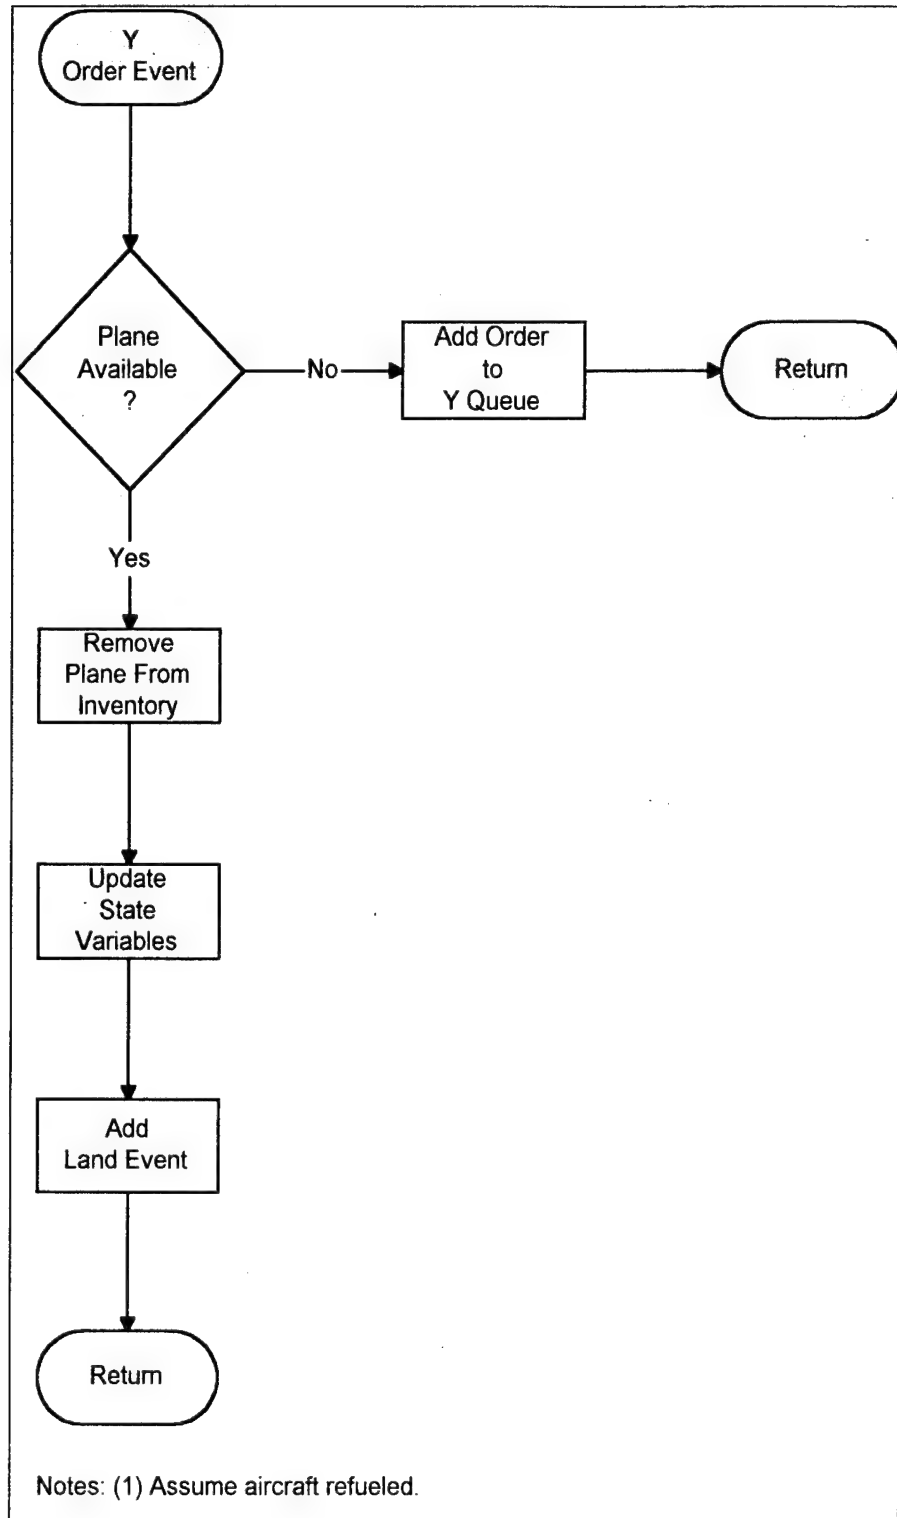 Y
Order Event
Plane
Available
?
No
Add Order
to
Y Queue
Return
Yes
Remove
Plane From
Inventory
Update
State
Variables
Add
Land Event
Return
Notes: (1) Assume aircraft refueled.